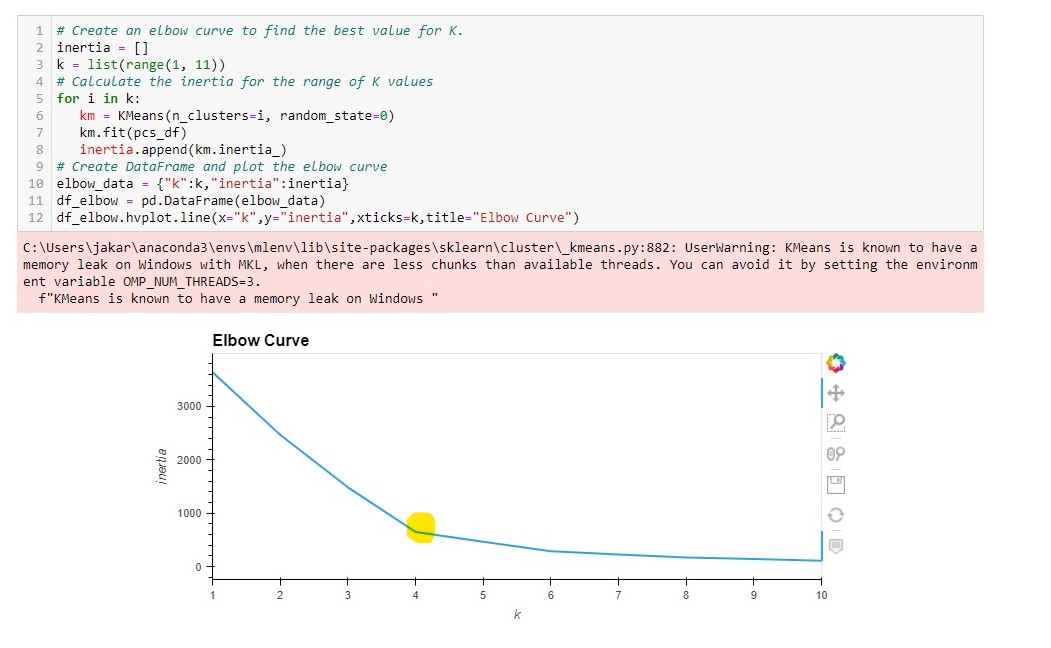 1 # Create an elbow curve to find the best value for K.
2 inertia = []
3 k = list(range(1, 11))
4 # Calculate the inertia for the range of K values
5 for i in k:
6    km = KMeans(n_clusters=i, random_state=0)
7    km.fit(pcs_df)
8    inertia.append(km.inertia_)
9 # Create DataFrame and plot the elbow curve
10 elbow_data = {"k":k,"inertia":inertia}
11 df_elbow = pd.DataFrame(elbow_data)
12 df_elbow.hvplot.line(x="k",y="inertia",xticks=k,title="Elbow Curve")
C:\Users\jakar\anaconda3\envs\mlenv\lib\site-packages\sklearn\cluster\_kmeans.py:882: UserWarning: KMeans is known to have a
memory leak on Windows with MKL, when there are less chunks than available threads. You can avoid it by setting the environm
ent variable OMP_NUM_THREADS=3.
  f"KMeans is known to have a memory leak on Windows "
Elbow Curve
3000
2000
1000
0
inertia
1 2 3 4 5 6 7 8 9 10
k